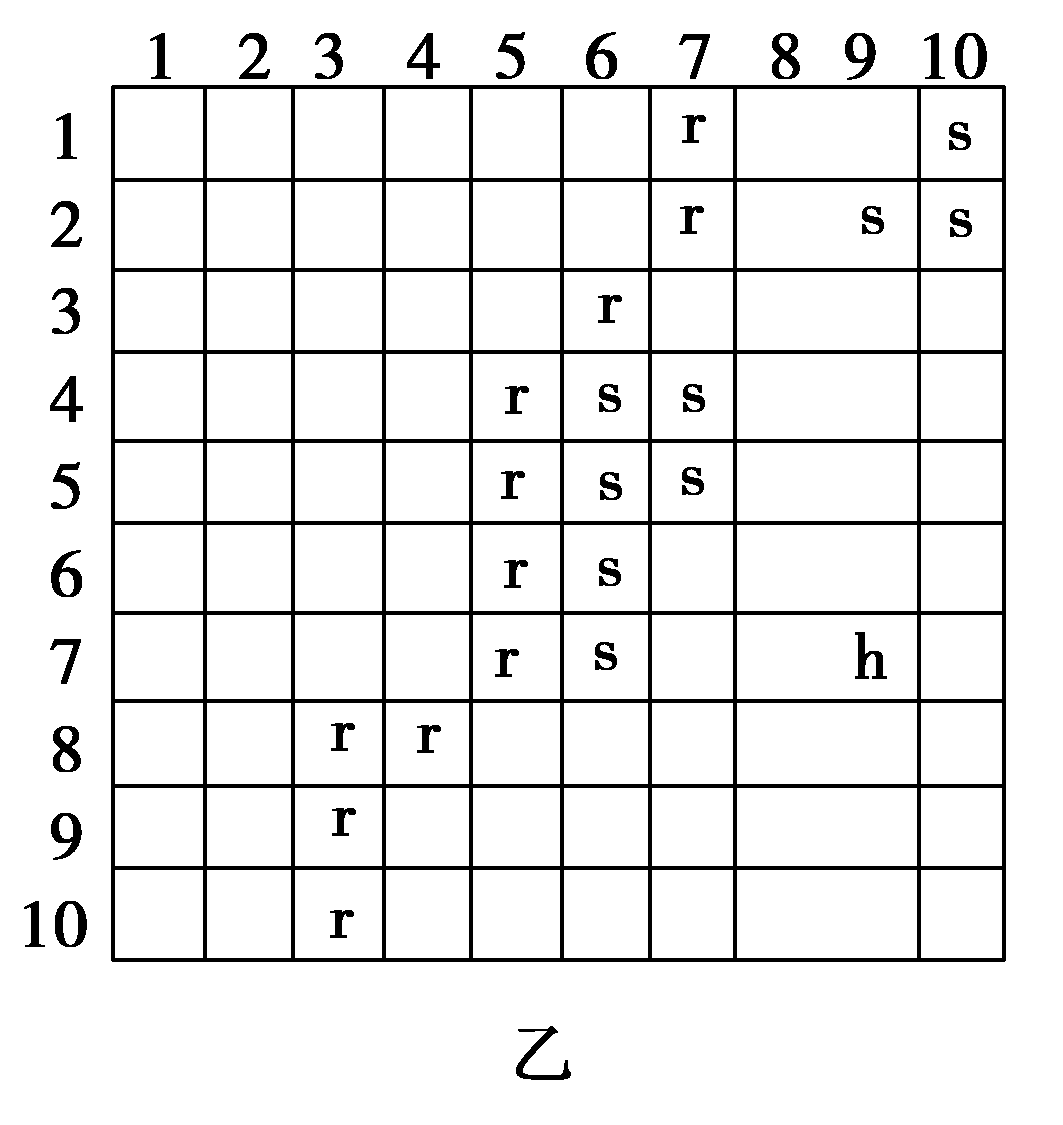 1 2 3 4 5 6 7 8 9 10
1 r s
2 r s s
3 r
4 r s s
5 r s s
6 r s
7 r s h
8 r r
9 r
10 r
乙